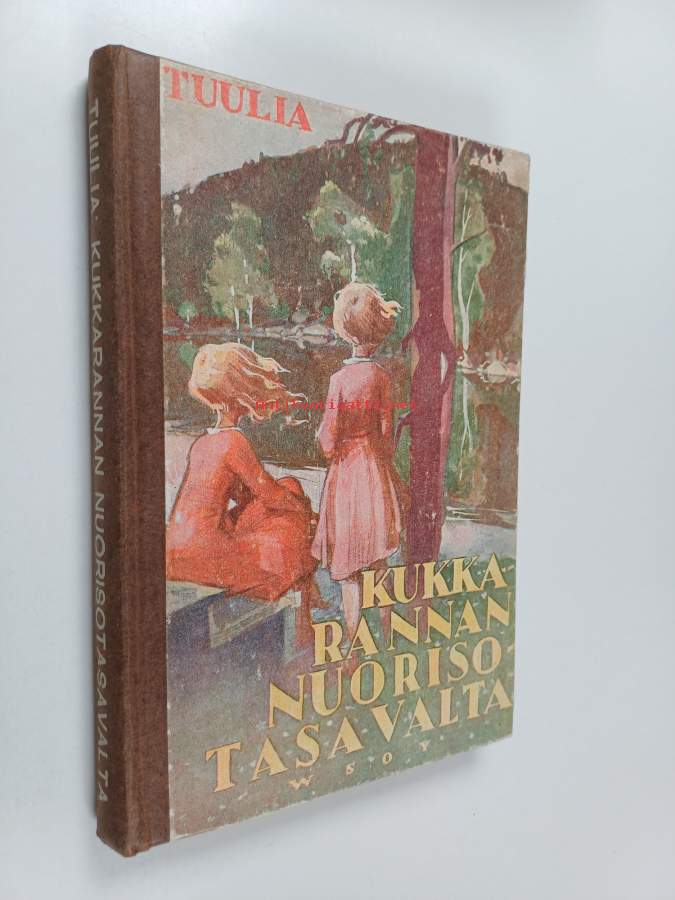 TUULIA
KUKKA-
RANNAN
NUORISO-
TASAVALTA
WSOY
TUULIA KUKKARANNAN NUORISOTASAVALTA